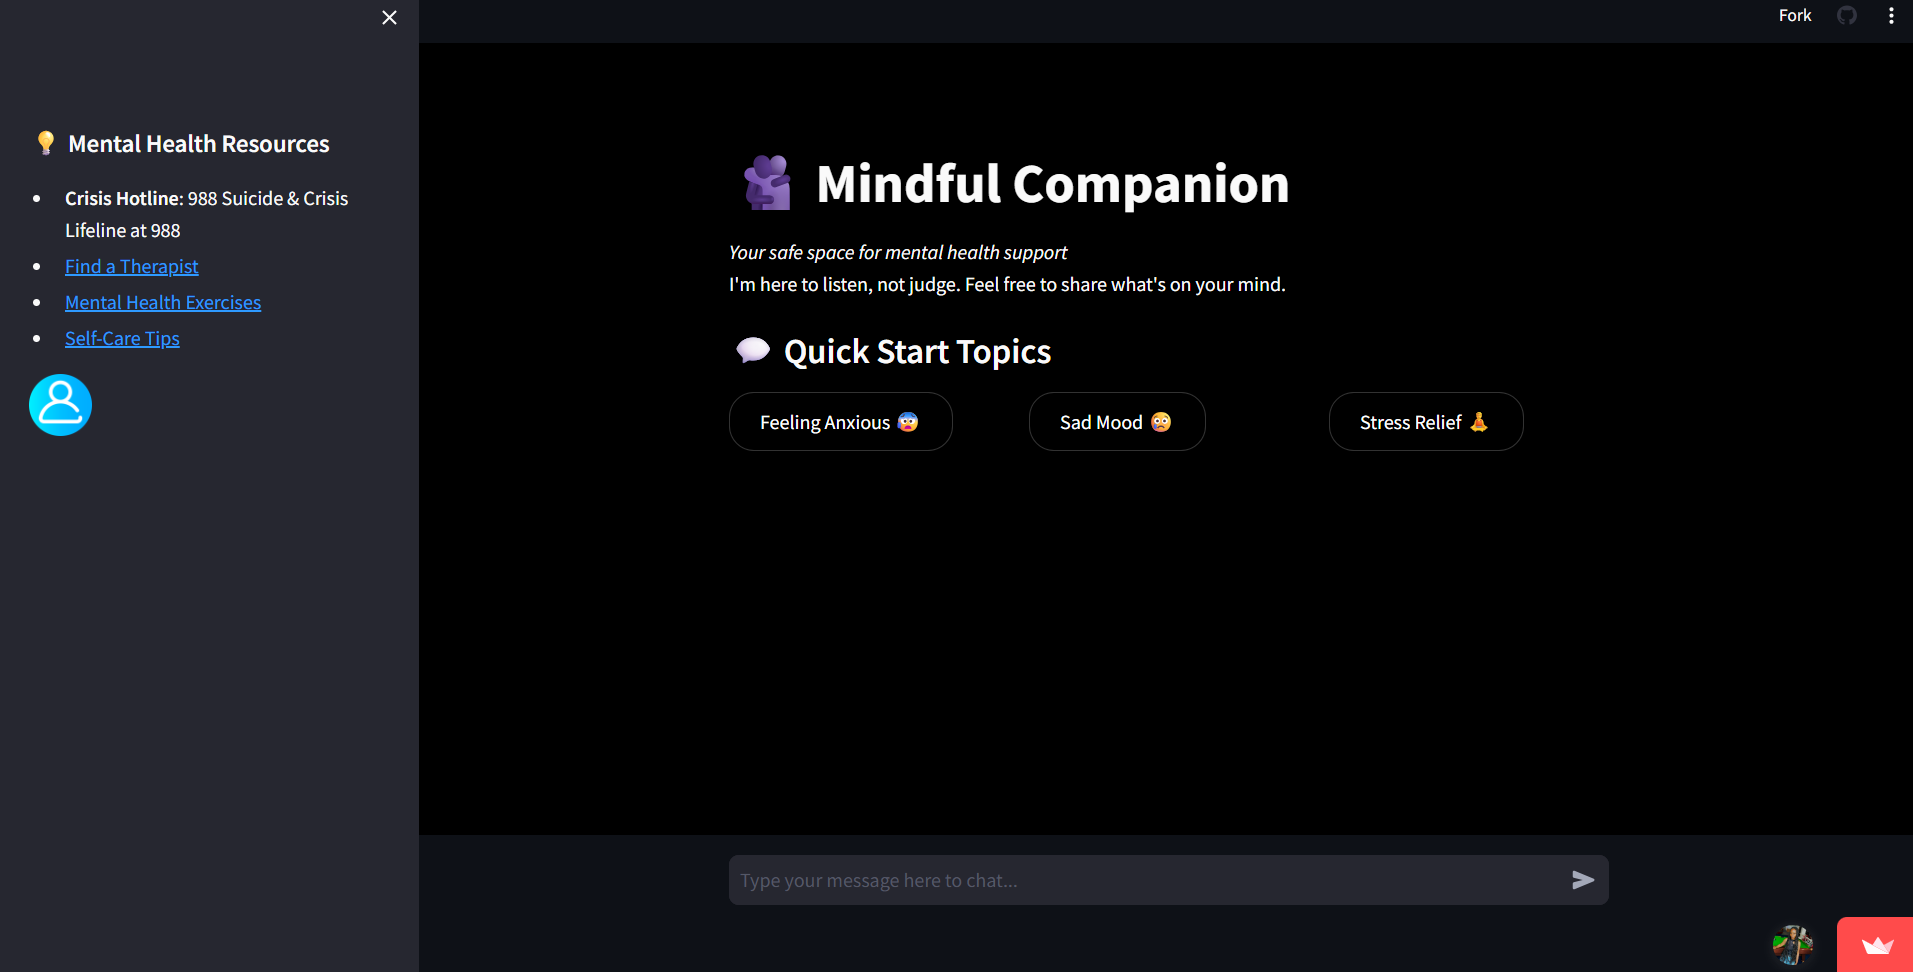 Fork
💡 Mental Health Resources
Crisis Hotline: 988 Suicide & Crisis
Lifeline at 988
Find a Therapist
Mental Health Exercises
Self-Care Tips
🫂 Mindful Companion
Your safe space for mental health support
I'm here to listen, not judge. Feel free to share what's on your mind.
💬 Quick Start Topics
Feeling Anxious 😰
Sad Mood 😢
Stress Relief 🧘
Type your message here to chat...